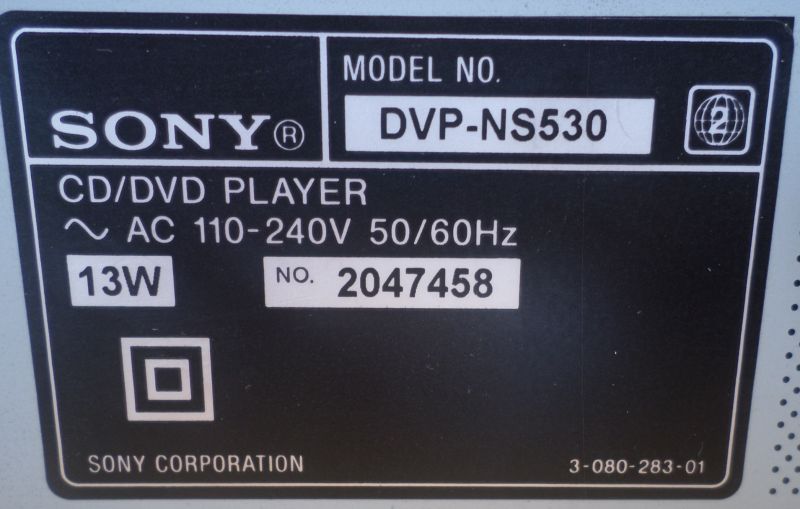 SONY®
MODEL NO.
DVP-NS530
2
CD/DVD PLAYER
~ AC 110-240V 50/60Hz
13W
NO. 2047458
SONY CORPORATION
3-080-283-01